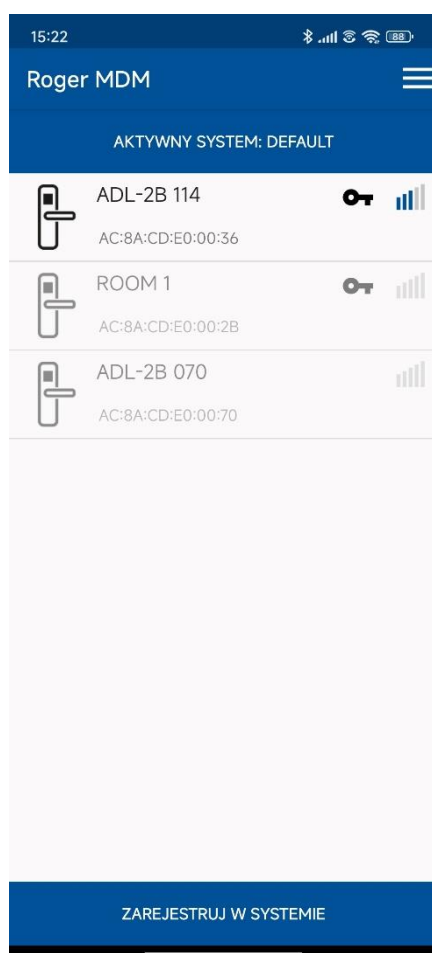 15:22
88
Roger MDM
AKTYWNY SYSTEM: DEFAULT
ADL-2B 114
AC:8A:CD:E0:00:36
ROOM 1
AC:8A:CD:E0:00:2B
ADL-2B 070
AC:8A:CD:E0:00:70
ZAREJESTRUJ W SYSTEMIE